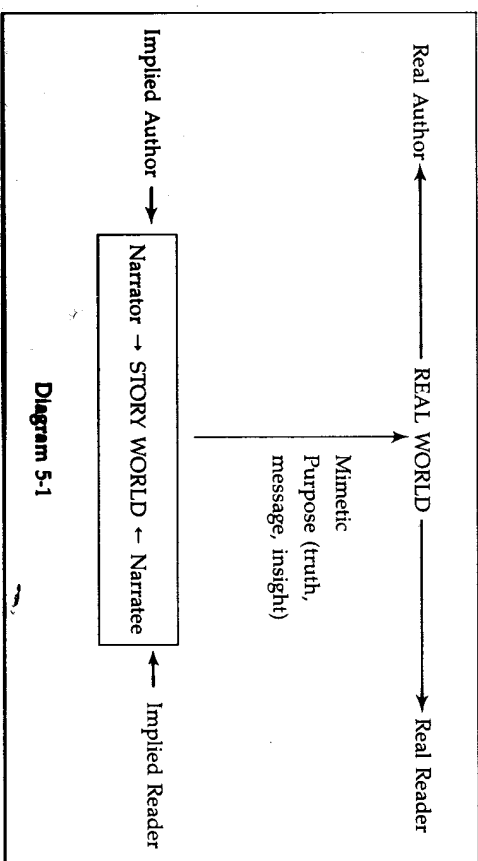 Real Author ← REAL WORLD → Real Reader
Mimetic
Purpose (truth,
message, insight)
Implied Author → Narrator → STORY WORLD ← Narratee ← Implied Reader
Diagram 5-1